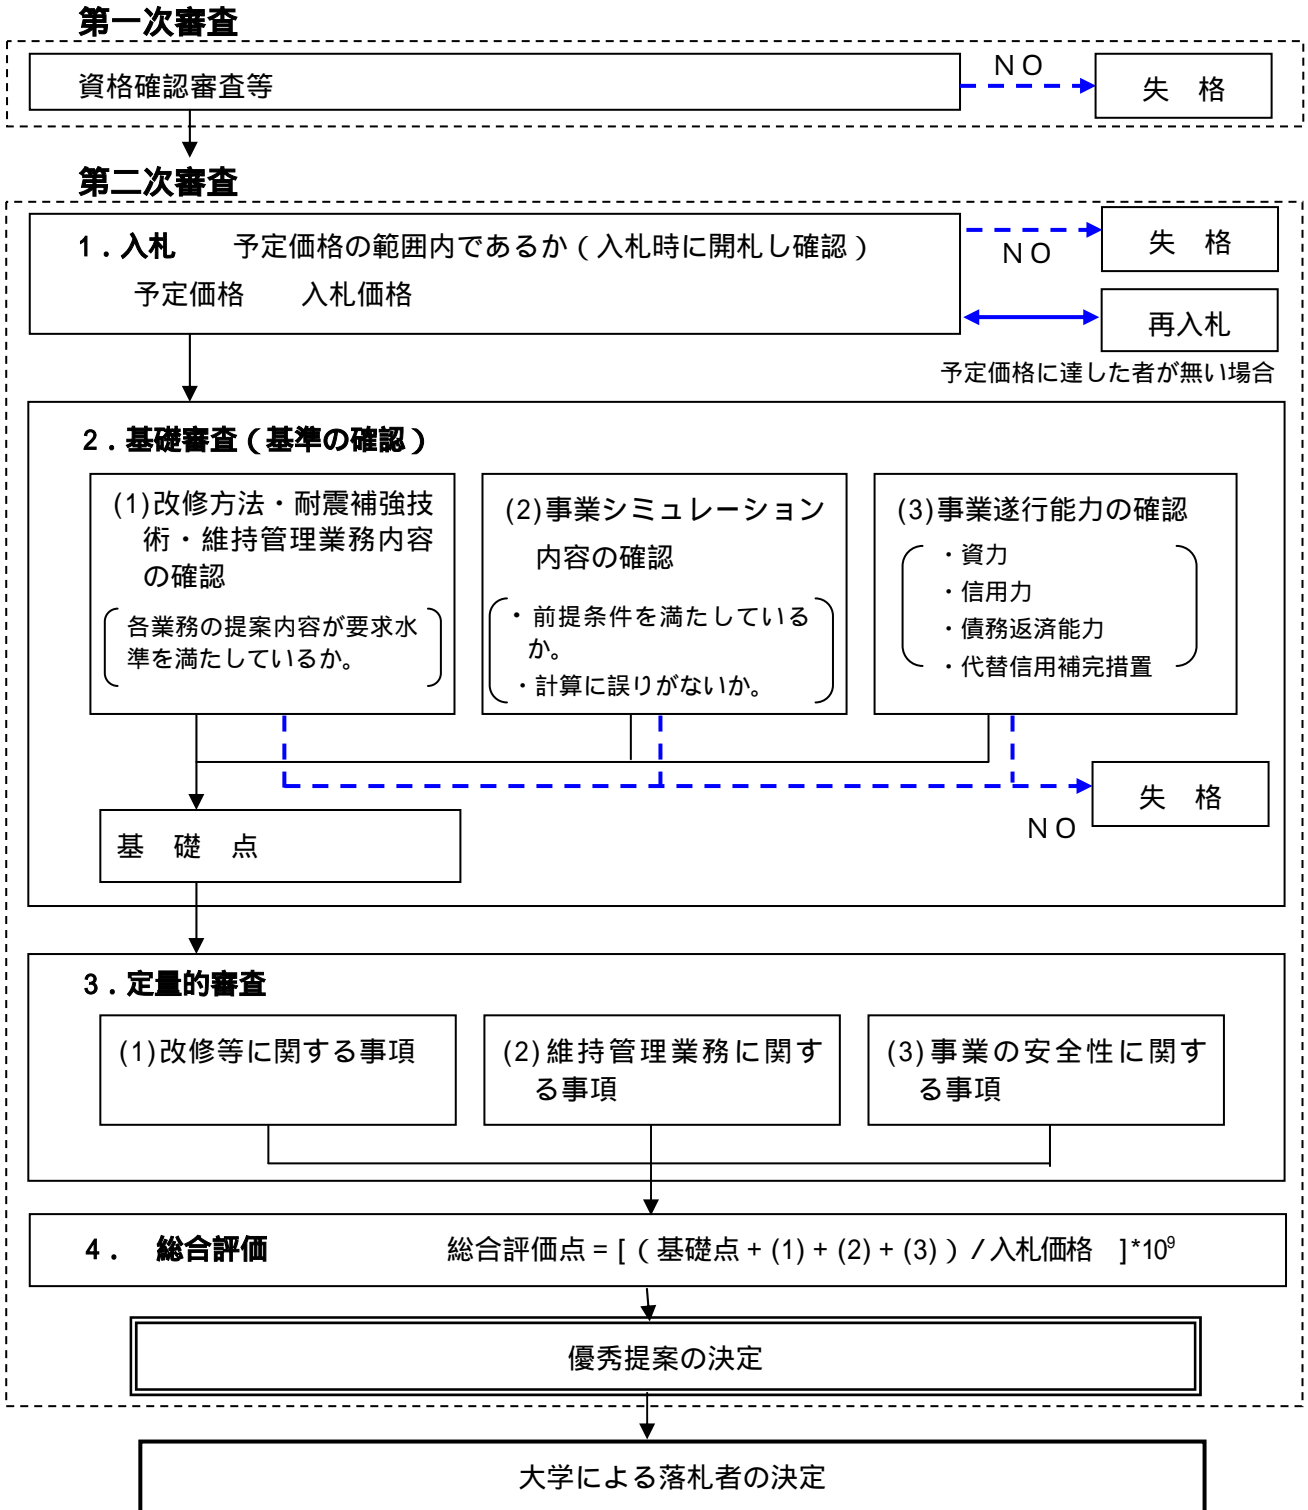 第一次審査
資格確認審査等
ＮＯ
失　格
第二次審査
1．入札　　予定価格の範囲内であるか（入札時に開札し確認）
予定価格　　入札価格
ＮＯ
失　格
再入札
予定価格に達した者が無い場合
2．基礎審査（基準の確認）
(1)改修方法・耐震補強技
術・維持管理業務内容
の確認
各業務の提案内容が要求水
準を満たしているか。
(2)事業シミュレーション
内容の確認
・前提条件を満たしている
か。
・計算に誤りがないか。
(3)事業遂行能力の確認
・資力
・信用力
・債務返済能力
・代替信用補完措置
失　格
ＮＯ
基　礎　点
3．定量的審査
(1)改修等に関する事項
(2)維持管理業務に関す
る事項
(3)事業の安全性に関す
る事項
4．　総合評価　　総合評価点 = [（基礎点 + (1) + (2) + (3)）/ 入札価格　]*10⁹
優秀提案の決定
大学による落札者の決定